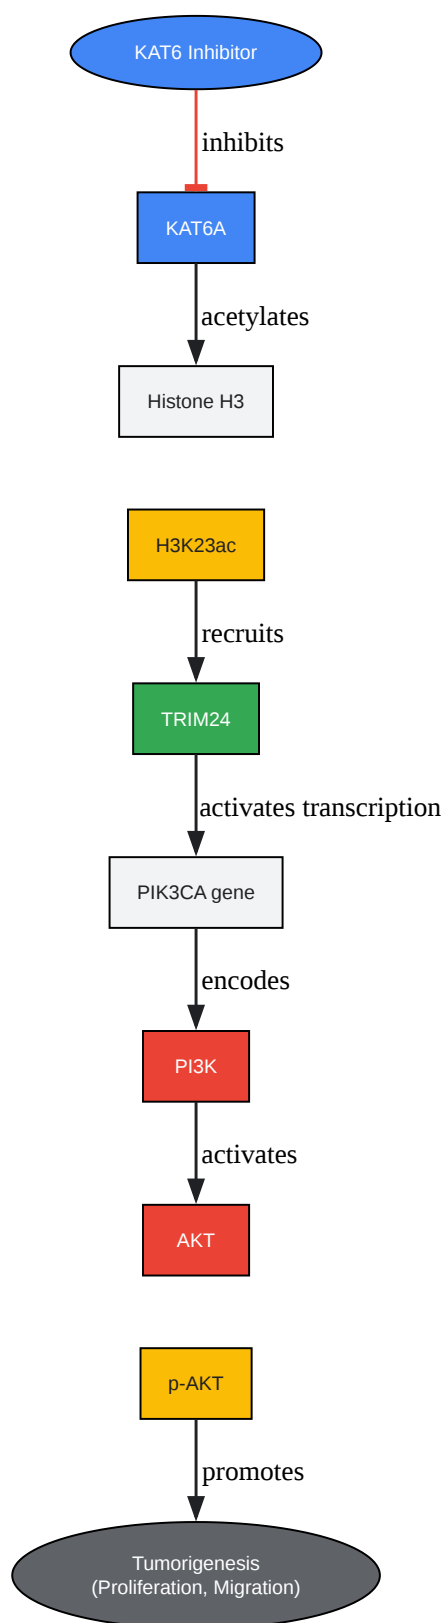 KAT6 Inhibitor
inhibits
KAT6A
acetylates
Histone H3
H3K23ac
recruits
TRIM24
activates transcription
PIK3CA gene
encodes
PI3K
activates
AKT
p-AKT
promotes
Tumorigenesis
(Proliferation, Migration)